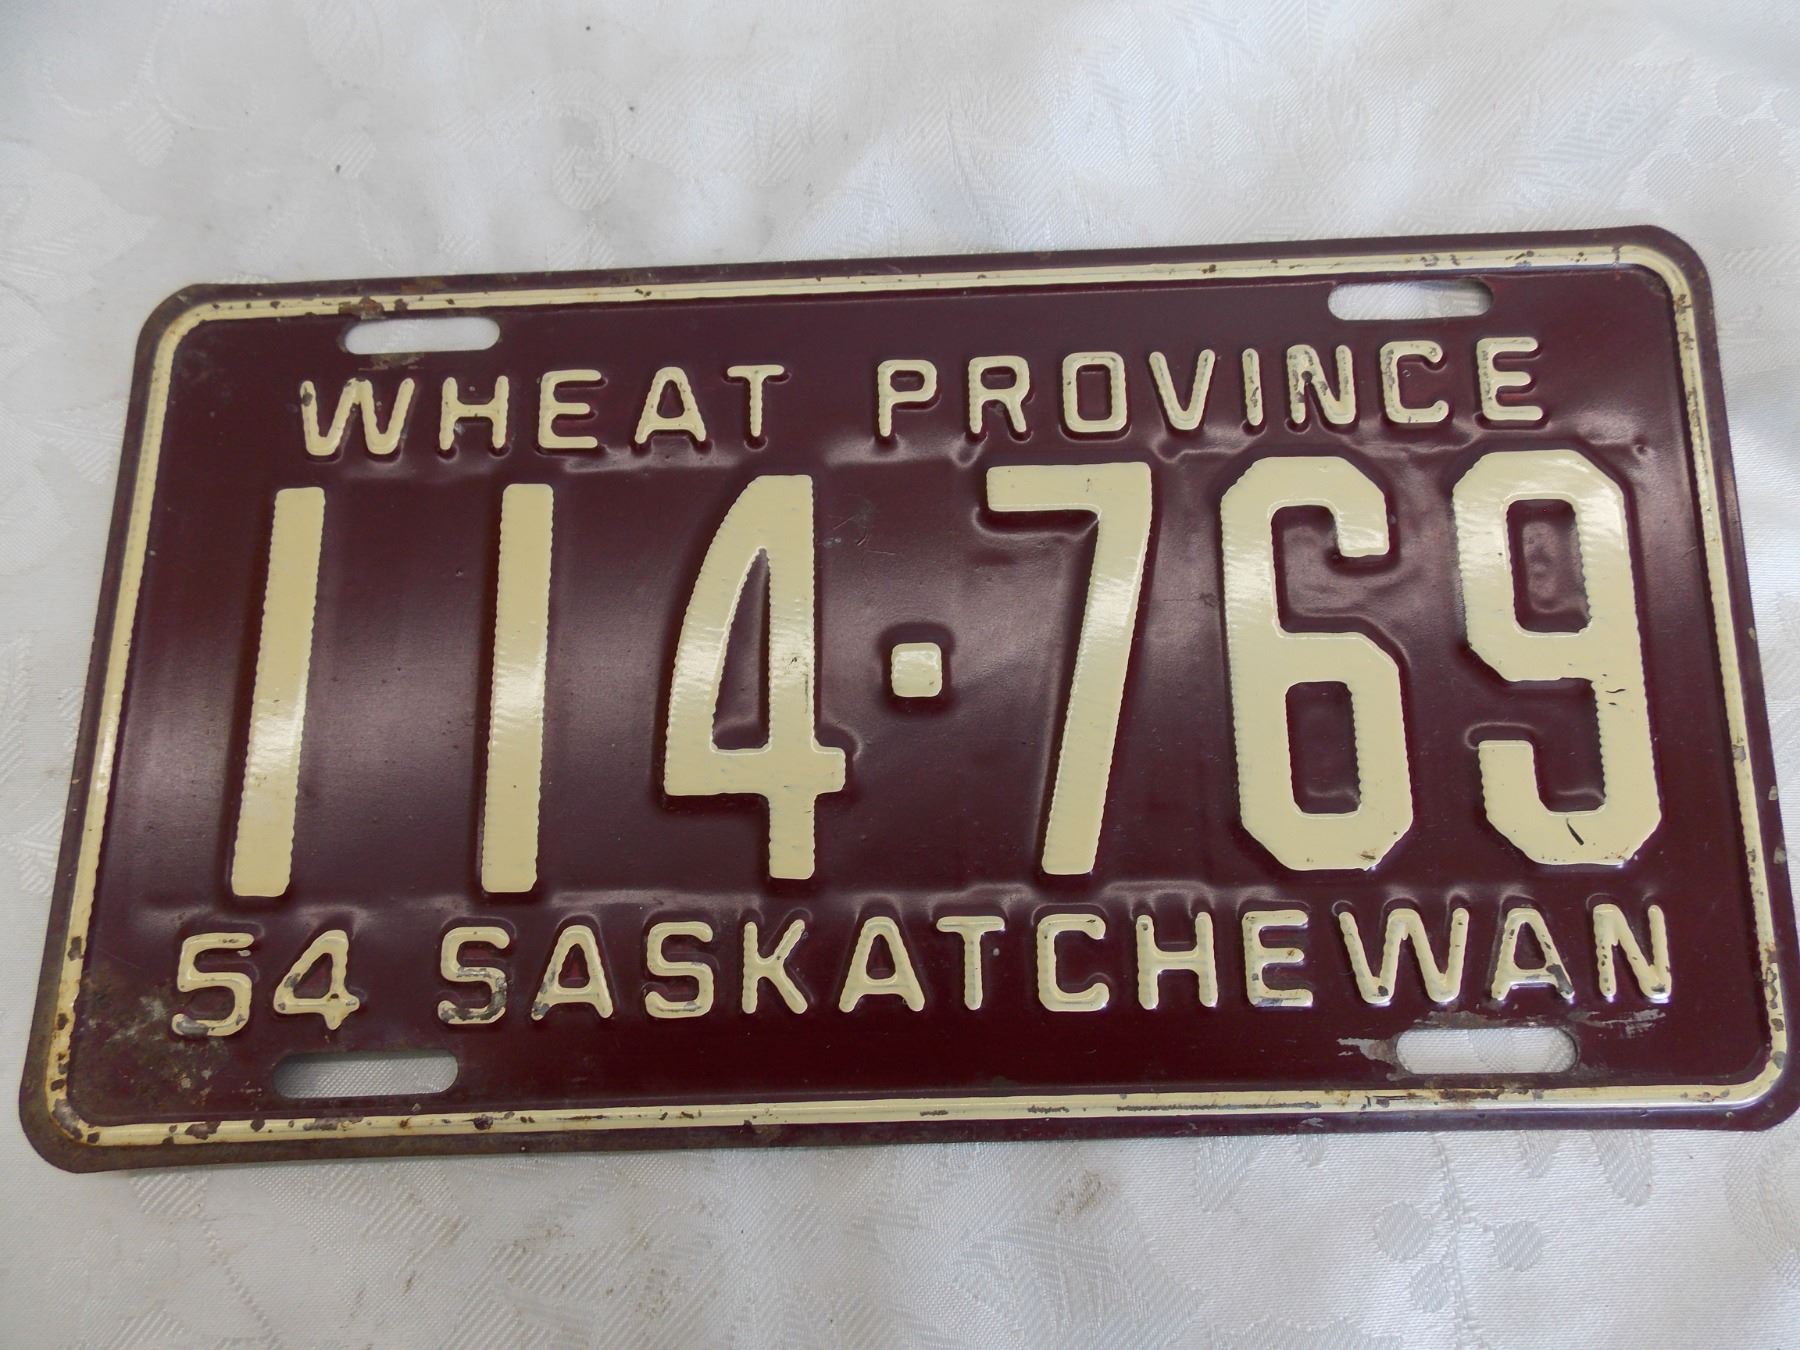 WHEAT PROVINCE
114·769
54 SASKATCHEWAN